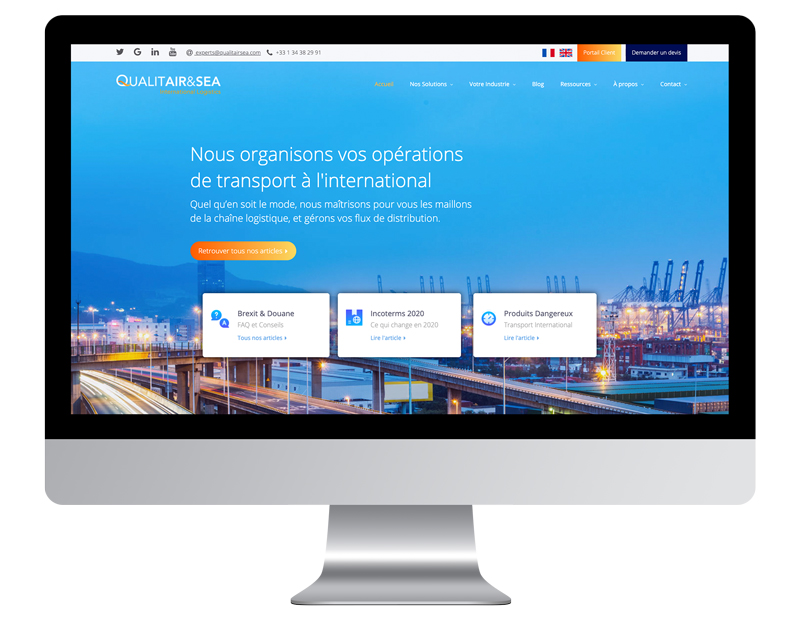 experts@qualitairsea.com +33 1 34 38 29 91 Portail Client Demander un devis
QUALITAIR&SEA
Accueil Nos Solutions Votre industrie Blog Ressources À propos Contact
Nous organisons vos opérations
de transport à l'international
Quel qu'en soit le mode, nous maîtrisons pour vous les maillons
de la chaîne logistique, et gérons vos flux de distribution.
Retrouver tous nos articles
Brexit & Douane
FAQ et Conseils
Tous nos articles
Incoterms 2020
Ce qui change en 2020
Lire l'article
Produits Dangereux
Transport International
Lire l'article